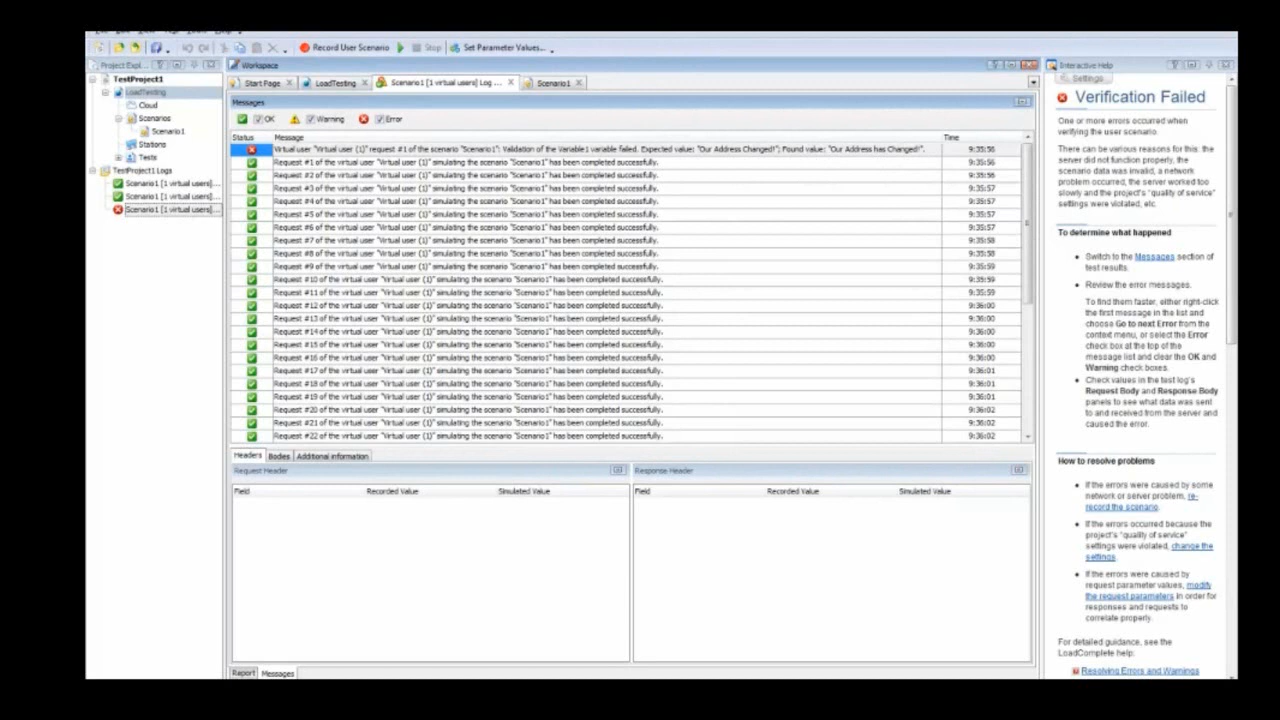 Record User Scenario Stop Set Parameter Values...
Project Expl...
TestProject1
LoadTesting
Cloud
Scenarios
Scenario1
Stations
Tests
TestProject1 Logs
Scenario1 [1 virtual users]...
Scenario1 [1 virtual users]...
Scenario1 [1 virtual users]...
Workspace
Start Page LoadTesting Scenario1 [1 virtual users] Log ... Scenario1
Messages
OK Warning Error
Status Message Time
Virtual user "Virtual user (1)" request #1 of the scenario "Scenario1": Validation of the Variable1 variable failed. Expected value: "Our Address Changed!"; Found value: "Our Address has Changed!". 9:35:56
Request #1 of the virtual user "Virtual user (1)" simulating the scenario "Scenario1" has been completed successfully. 9:35:56
Request #2 of the virtual user "Virtual user (1)" simulating the scenario "Scenario1" has been completed successfully. 9:35:56
Request #3 of the virtual user "Virtual user (1)" simulating the scenario "Scenario1" has been completed successfully. 9:35:57
Request #4 of the virtual user "Virtual user (1)" simulating the scenario "Scenario1" has been completed successfully. 9:35:57
Request #5 of the virtual user "Virtual user (1)" simulating the scenario "Scenario1" has been completed successfully. 9:35:57
Request #6 of the virtual user "Virtual user (1)" simulating the scenario "Scenario1" has been completed successfully. 9:35:57
Request #7 of the virtual user "Virtual user (1)" simulating the scenario "Scenario1" has been completed successfully. 9:35:58
Request #8 of the virtual user "Virtual user (1)" simulating the scenario "Scenario1" has been completed successfully. 9:35:58
Request #9 of the virtual user "Virtual user (1)" simulating the scenario "Scenario1" has been completed successfully. 9:35:59
Request #10 of the virtual user "Virtual user (1)" simulating the scenario "Scenario1" has been completed successfully. 9:35:59
Request #11 of the virtual user "Virtual user (1)" simulating the scenario "Scenario1" has been completed successfully. 9:35:59
Request #12 of the virtual user "Virtual user (1)" simulating the scenario "Scenario1" has been completed successfully. 9:36:00
Request #13 of the virtual user "Virtual user (1)" simulating the scenario "Scenario1" has been completed successfully. 9:36:00
Request #14 of the virtual user "Virtual user (1)" simulating the scenario "Scenario1" has been completed successfully. 9:36:00
Request #15 of the virtual user "Virtual user (1)" simulating the scenario "Scenario1" has been completed successfully. 9:36:00
Request #16 of the virtual user "Virtual user (1)" simulating the scenario "Scenario1" has been completed successfully. 9:36:00
Request #17 of the virtual user "Virtual user (1)" simulating the scenario "Scenario1" has been completed successfully. 9:36:01
Request #18 of the virtual user "Virtual user (1)" simulating the scenario "Scenario1" has been completed successfully. 9:36:01
Request #19 of the virtual user "Virtual user (1)" simulating the scenario "Scenario1" has been completed successfully. 9:36:01
Request #20 of the virtual user "Virtual user (1)" simulating the scenario "Scenario1" has been completed successfully. 9:36:02
Request #21 of the virtual user "Virtual user (1)" simulating the scenario "Scenario1" has been completed successfully. 9:36:02
Request #22 of the virtual user "Virtual user (1)" simulating the scenario "Scenario1" has been completed successfully. 9:36:02
Headers Bodies Additional information
Request Header
Field Recorded Value Simulated Value
Response Header
Field Recorded Value Simulated Value
Report Messages
Interactive Help
Settings
Verification Failed
One or more errors occurred when
verifying the user scenario.
There can be various reasons for this: the
server did not function properly, the
scenario data was invalid, a network
problem occurred, the server worked too
slowly and the project's "quality of service"
settings were violated, etc.
To determine what happened
Switch to the Messages section of
test results.
Review the error messages.
To find them faster, either right-click
the first message in the list and
choose Go to next Error from the
context menu, or select the Error
check box at the top of the
message list and clear the OK and
Warning check boxes.
Check values in the test log's
Request Body and Response Body
panels to see what data was sent
to and received from the server and
caused the error.
How to resolve problems
If the errors were caused by some
network or server problem, re-
record the scenario.
If the errors occurred because the
project's "quality of service"
settings were violated, change the
settings.
If the errors were caused by
request parameter values, modify
the request parameters in order for
responses and requests to
correlate properly.
For detailed guidance, see the
LoadComplete help:
Resolving Errors and Warnings